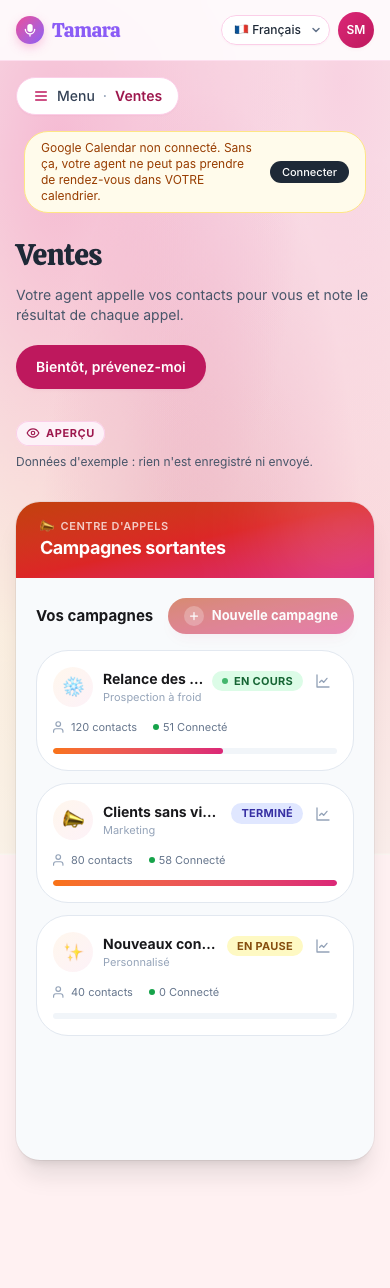 Tamara
Français
SM
Menu · Ventes
Google Calendar non connecté. Sans
ça, votre agent ne peut pas prendre
de rendez-vous dans VOTRE
calendrier.
Connecter
Ventes
Votre agent appelle vos contacts pour vous et note le
résultat de chaque appel.
Bientôt, prévenez-moi
APERÇU
Données d'exemple : rien n'est enregistré ni envoyé.
CENTRE D'APPELS
Campagnes sortantes
Vos campagnes
Nouvelle campagne
Relance des ...
EN COURS
Prospection à froid
120 contacts
51 Connecté
Clients sans vi...
TERMINÉ
Marketing
80 contacts
58 Connecté
Nouveaux con...
EN PAUSE
Personnalisé
40 contacts
0 Connecté